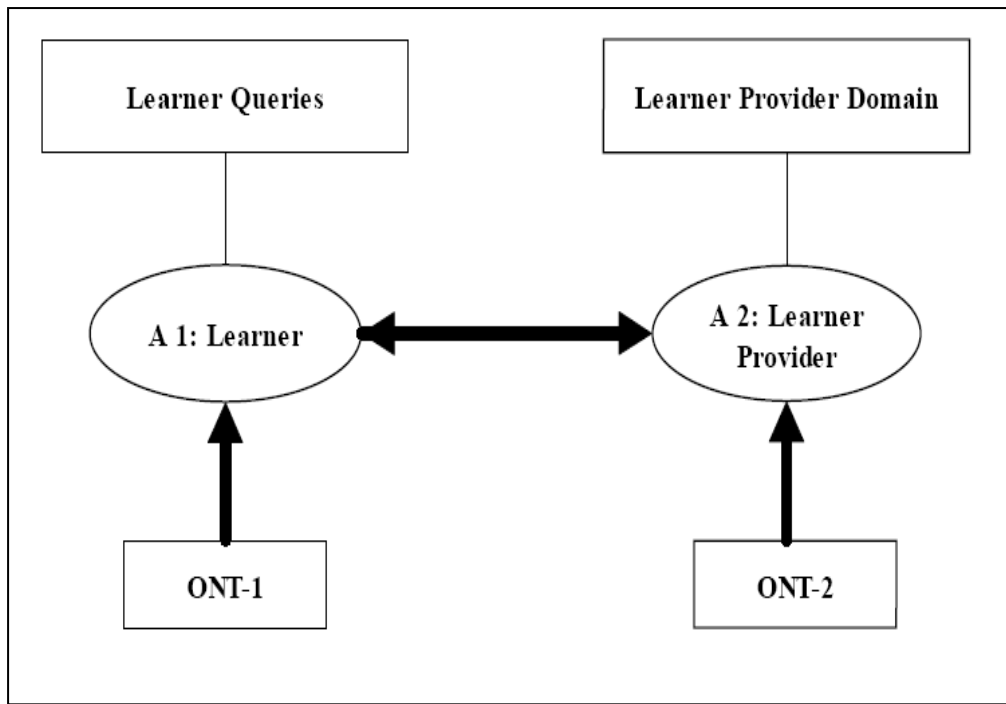 Learner Queries
Learner Provider Domain
A 1: Learner
A 2: Learner
Provider
ONT-1
ONT-2